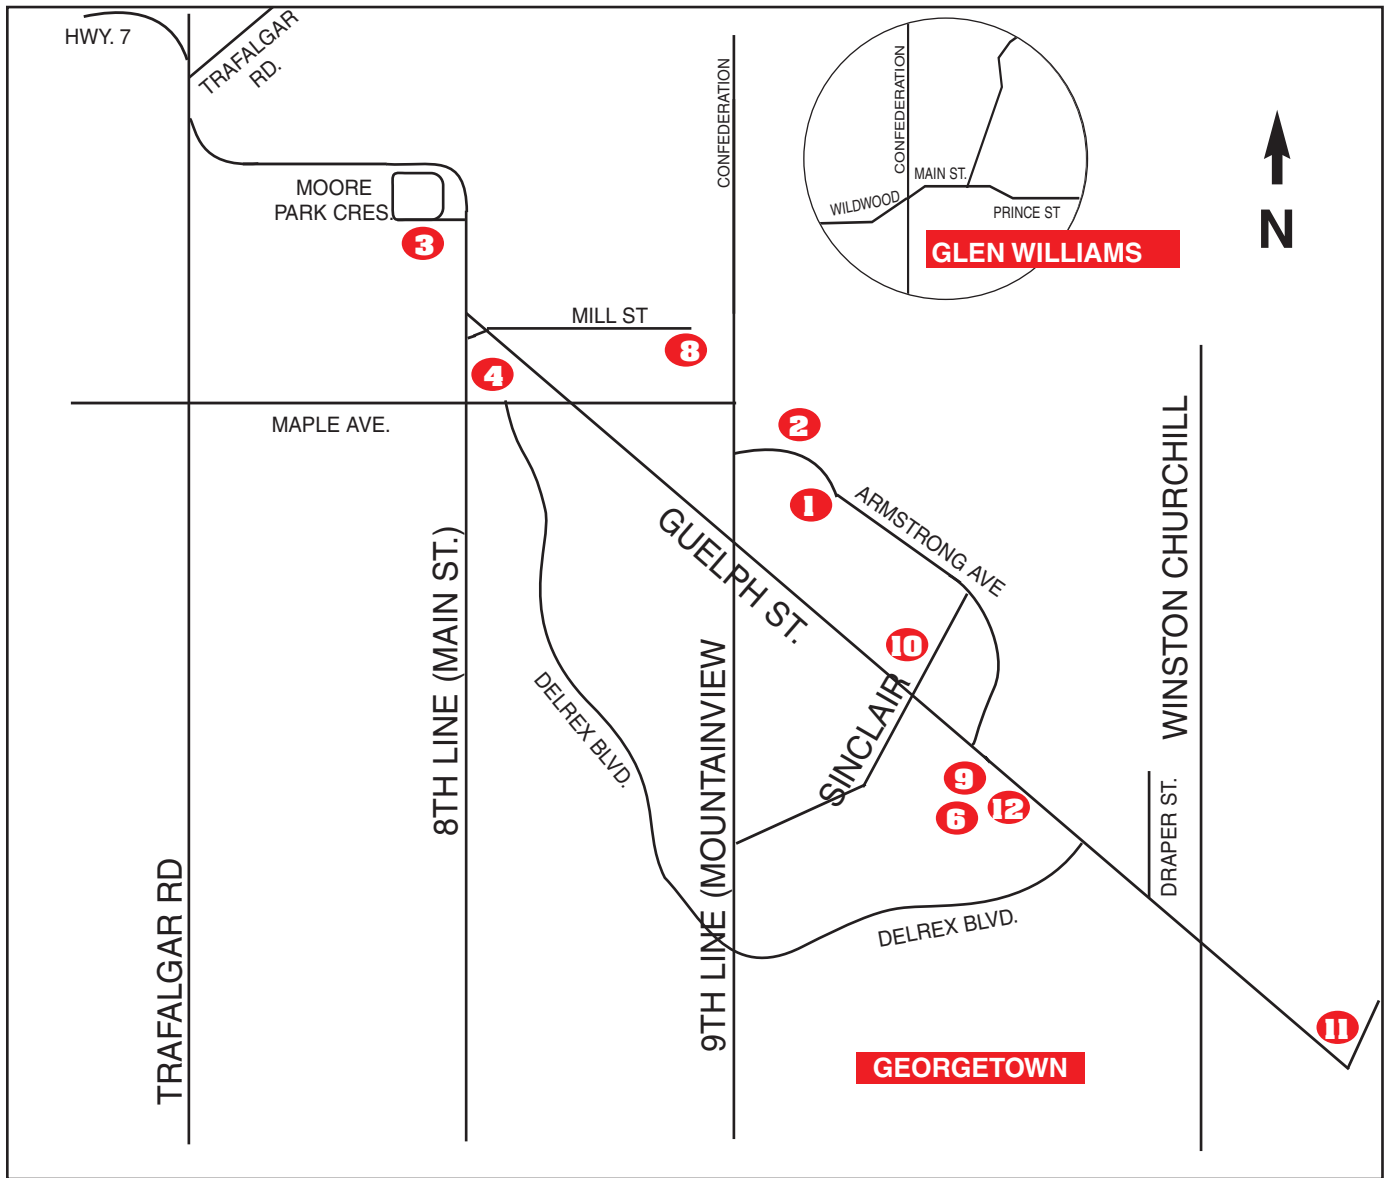 HWY. 7
TRAFALGAR
RD.
CONFEDERATION
CONFEDERATION
MAIN ST.
WILDWOOD
PRINCE ST
GLEN WILLIAMS
N
MOORE
PARK CRES.
3
MILL ST
8
4
MAPLE AVE.
2
1
ARMSTRONG AVE
GUELPH ST.
WINSTON CHURCHILL
8TH LINE (MAIN ST.)
10
DELREX BLVD.
SINCLAIR
9TH LINE (MOUNTAINVIEW)
9
12
6
DRAPER ST.
TRAFALGAR RD
DELREX BLVD.
11
GEORGETOWN